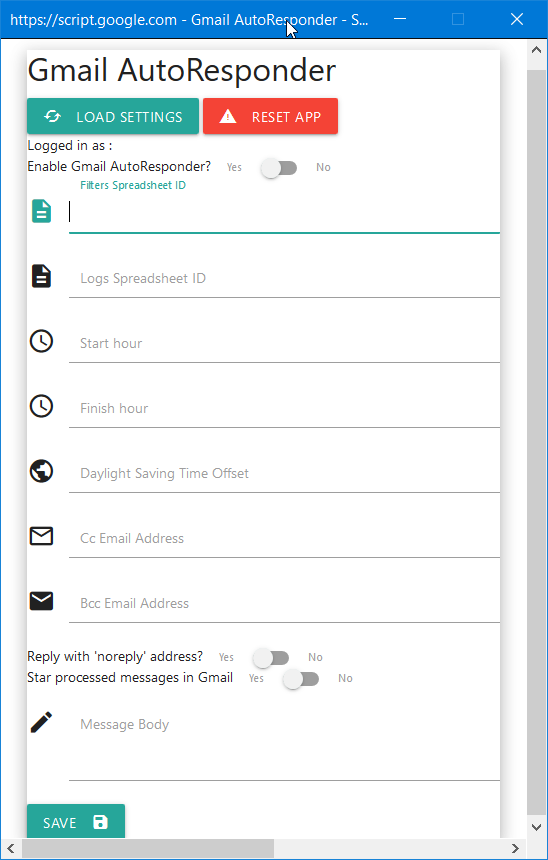 https://script.google.com - Gmail AutoResponder - S...
Gmail AutoResponder
LOAD SETTINGS RESET APP
Logged in as :
Enable Gmail AutoResponder? Yes No
Filters Spreadsheet ID
Logs Spreadsheet ID
Start hour
Finish hour
Daylight Saving Time Offset
Cc Email Address
Bcc Email Address
Reply with 'noreply' address? Yes No
Star processed messages in Gmail Yes No
Message Body
SAVE